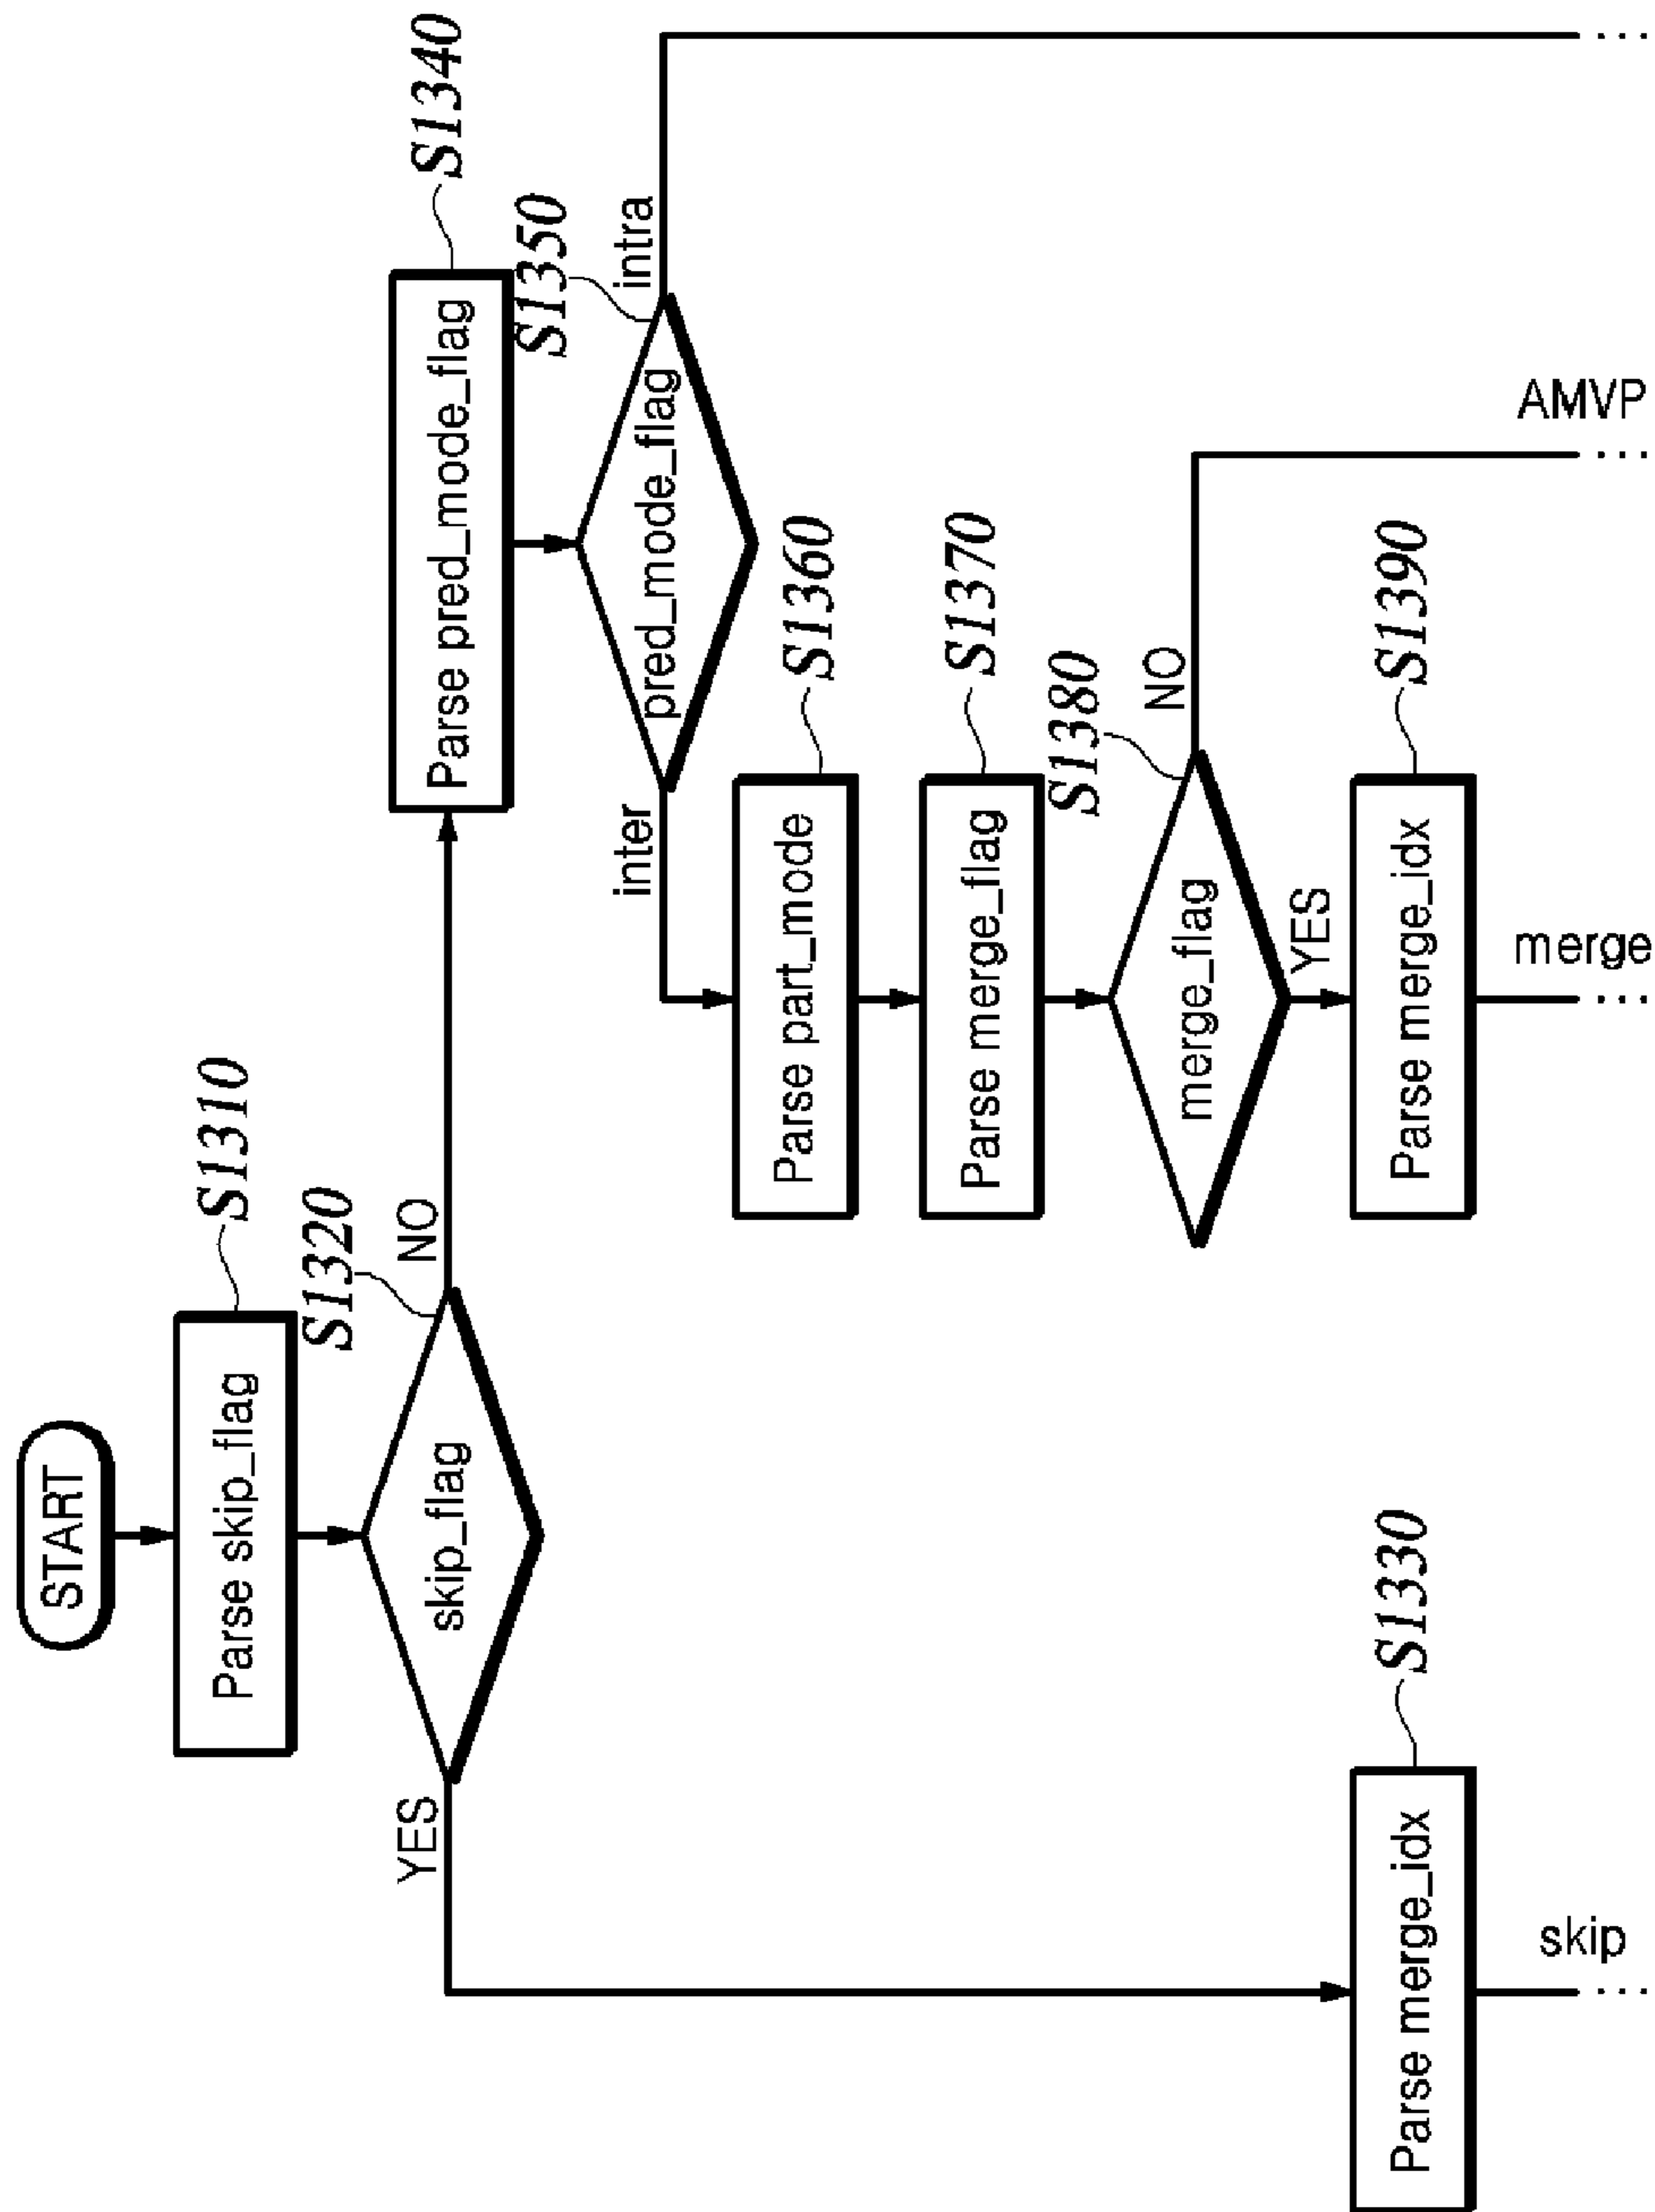 START
Parse skip_flag
S1310
skip_flag
S1320
YES
NO
Parse pred_mode_flag
S1340
pred_mode_flag
S1350
inter
intra
Parse part_mode
S1360
Parse merge_flag
S1370
merge_flag
S1380
NO
YES
Parse merge_idx
S1330
Parse merge_idx
S1390
skip
merge
AMVP
...
...
...
...